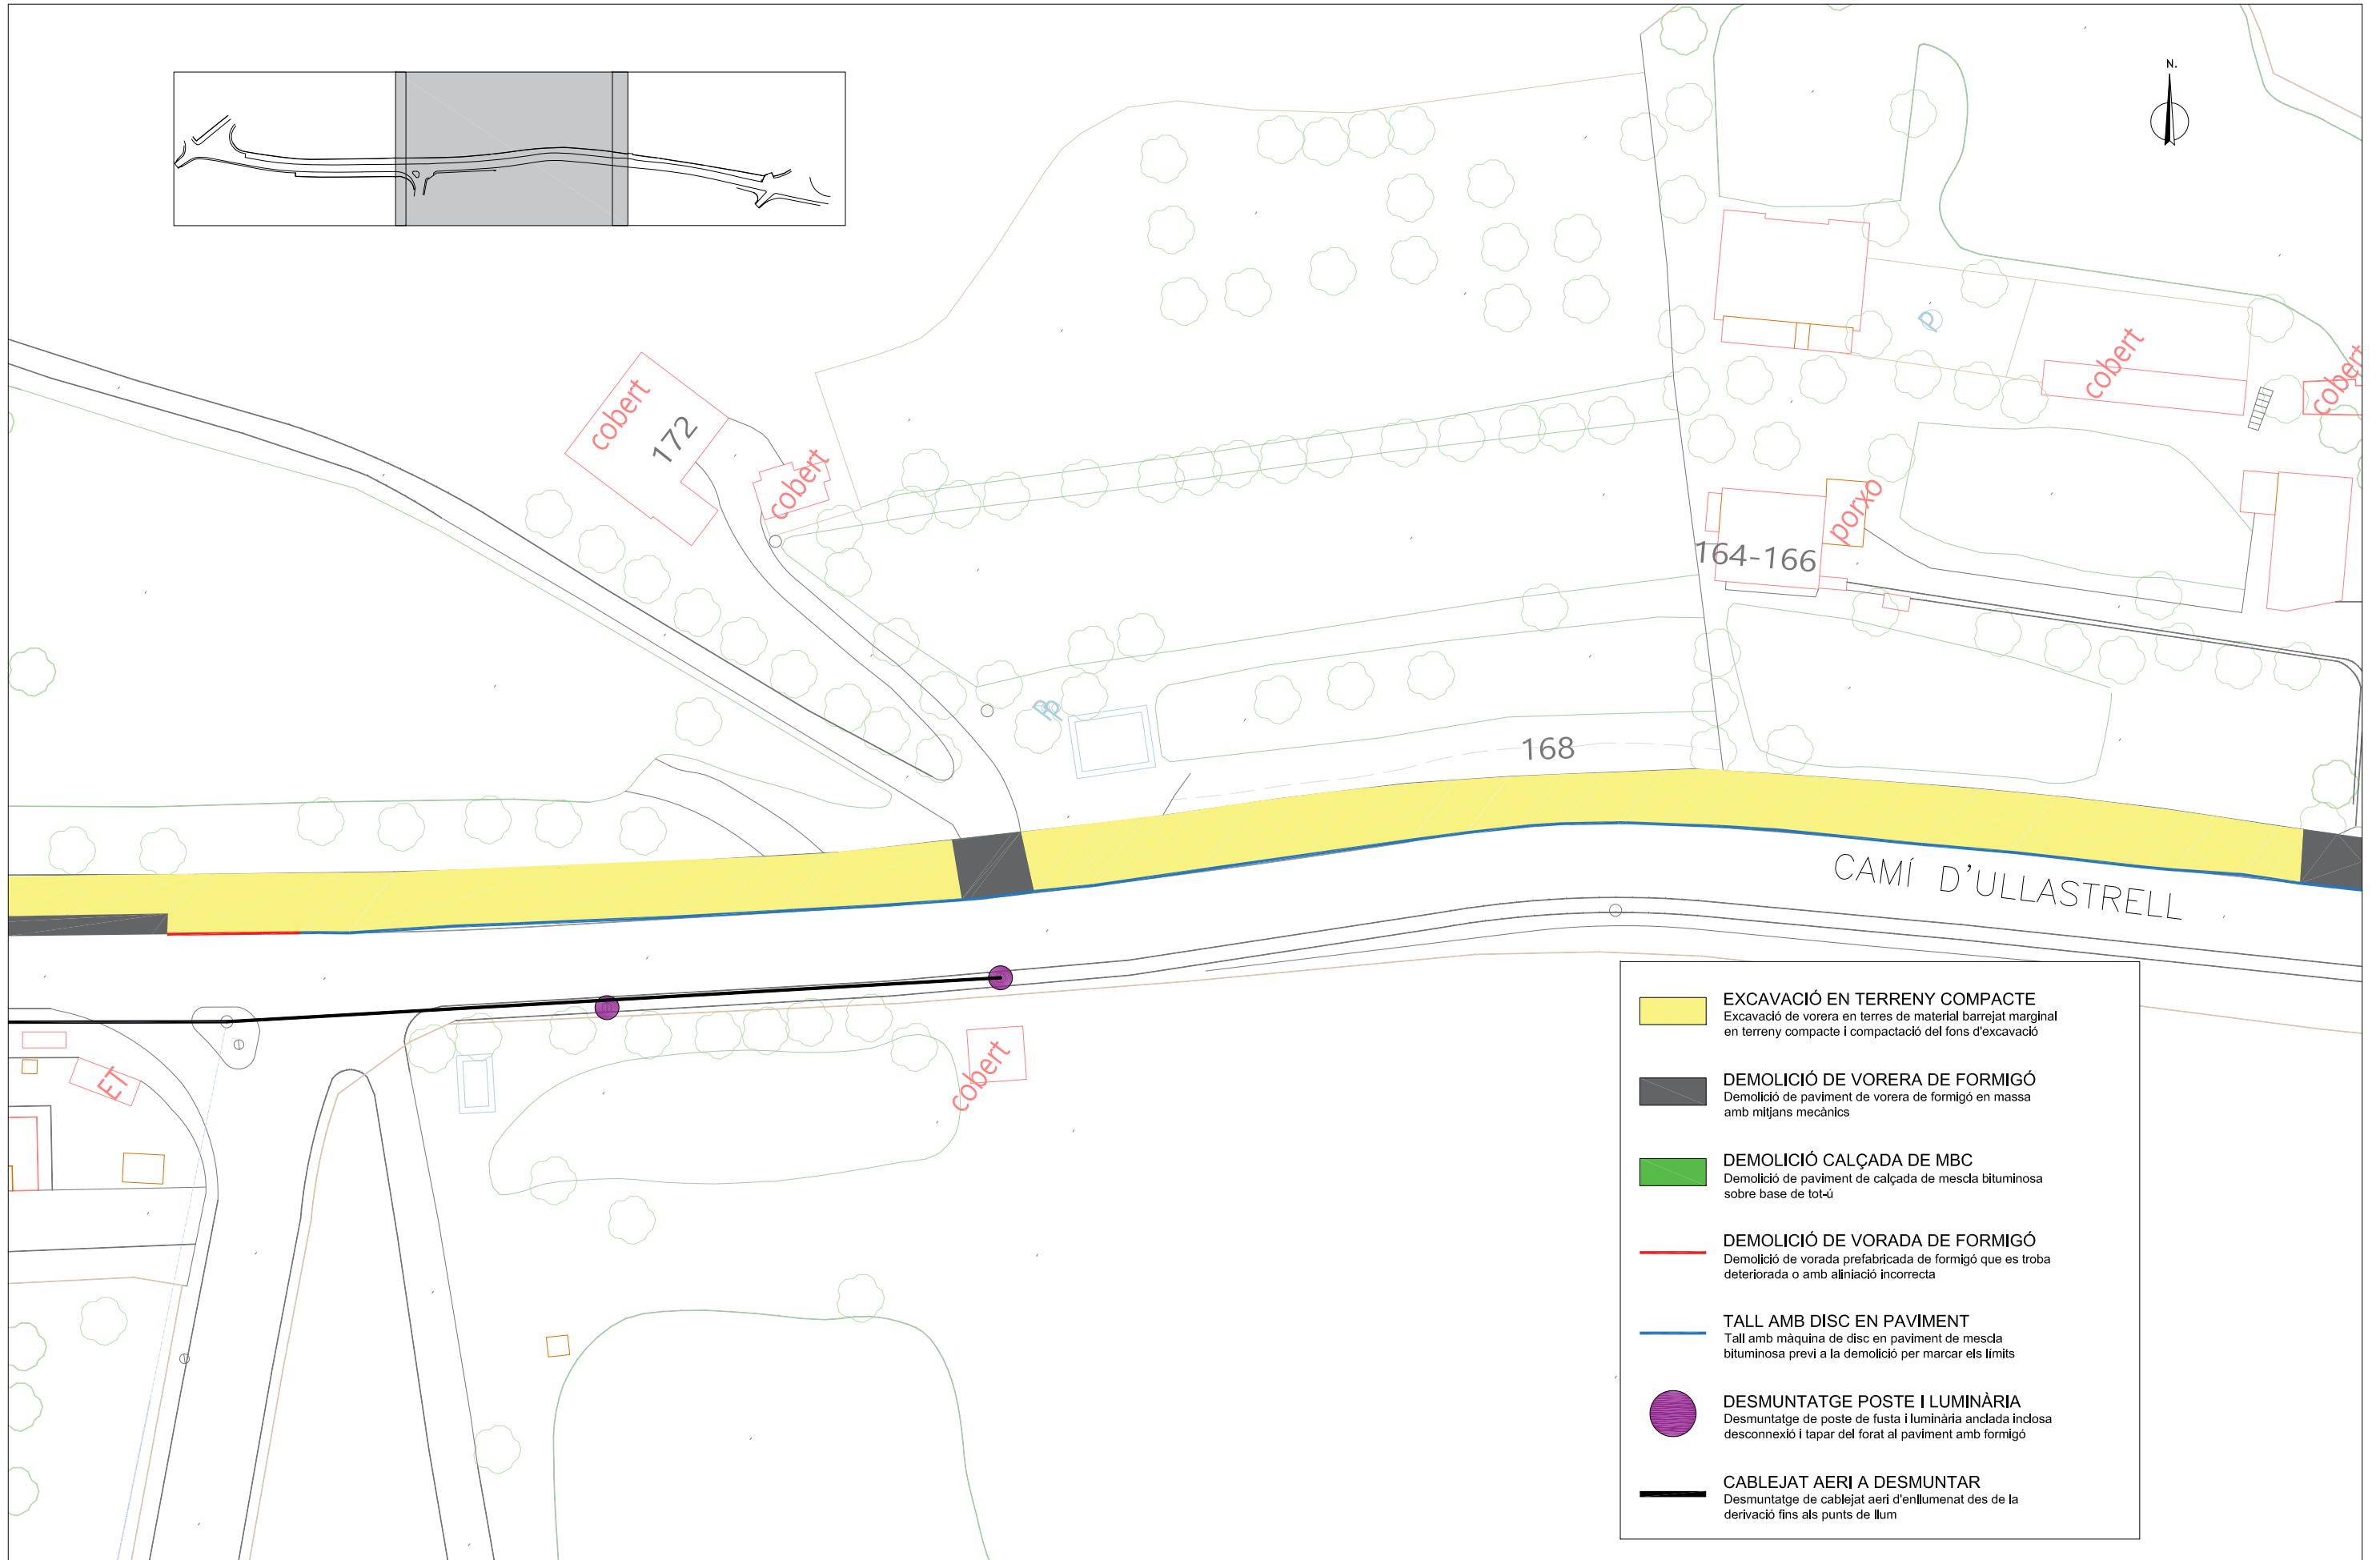 N.
P
cobert
cobert
cobert
172
cobert
porxo
164-166
P
P
168
CAMÍ D'ULLASTRELL
cobert
ET
EXCAVACIÓ EN TERRENY COMPACTE
Excavació de vorera en terres de material barrejat marginal
en terreny compacte i compactació del fons d'excavació
DEMOLICIÓ DE VORERA DE FORMIGÓ
Demolició de paviment de vorera de formigó en massa
amb mitjans mecànics
DEMOLICIÓ CALÇADA DE MBC
Demolició de paviment de calçada de mescla bituminosa
sobre base de tot-ú
DEMOLICIÓ DE VORADA DE FORMIGÓ
Demolició de vorada prefabricada de formigó que es troba
deteriorada o amb aliniació incorrecta
TALL AMB DISC EN PAVIMENT
Tall amb màquina de disc en paviment de mescla
bituminosa previ a la demolició per marcar els límits
DESMUNTATGE POSTE I LUMINÀRIA
Desmuntatge de poste de fusta i luminària anclada inclosa
desconnexió i tapar del forat al paviment amb formigó
CABLEJAT AERI A DESMUNTAR
Desmuntatge de cablejat aeri d'enllumenat des de la
derivació fins als punts de llum